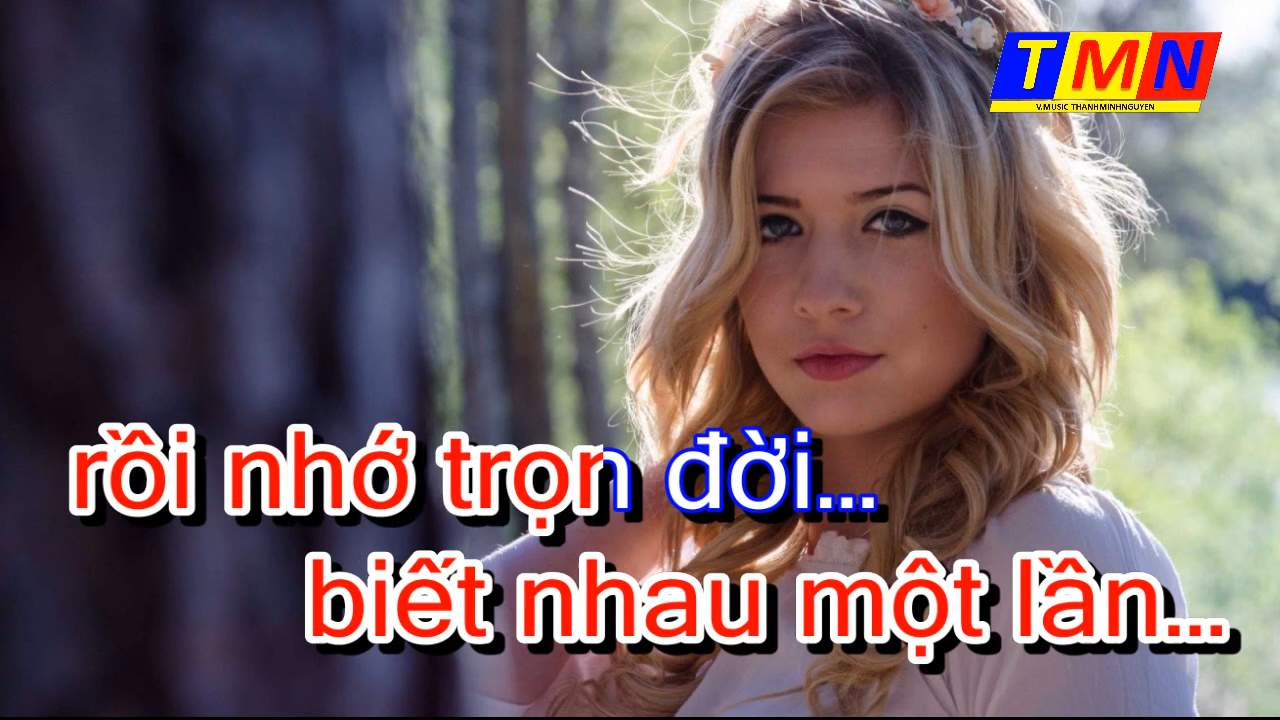 TMN
V.MUSIC THANHMINHNGUYEN
rồi nhớ trọn đời...
biết nhau một lần...